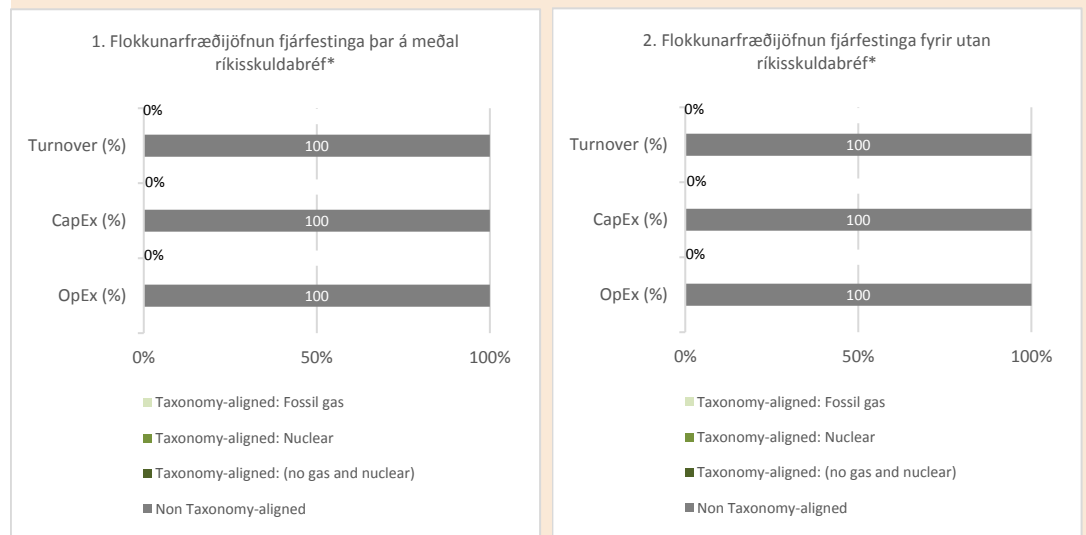 1. Flokkunarfræðijöfnun fjárfestinga þar á meðal
ríkisskuldabréf*
0%
Turnover (%)
100
0%
CapEx (%)
100
0%
OpEx (%)
100
0%
50%
100%
Taxonomy-aligned: Fossil gas
Taxonomy-aligned: Nuclear
Taxonomy-aligned: (no gas and nuclear)
Non Taxonomy-aligned
2. Flokkunarfræðijöfnun fjárfestinga fyrir utan
ríkisskuldabréf*
0%
Turnover (%)
100
0%
CapEx (%)
100
0%
OpEx (%)
100
0%
50%
100%
Taxonomy-aligned: Fossil gas
Taxonomy-aligned: Nuclear
Taxonomy-aligned: (no gas and nuclear)
Non Taxonomy-aligned